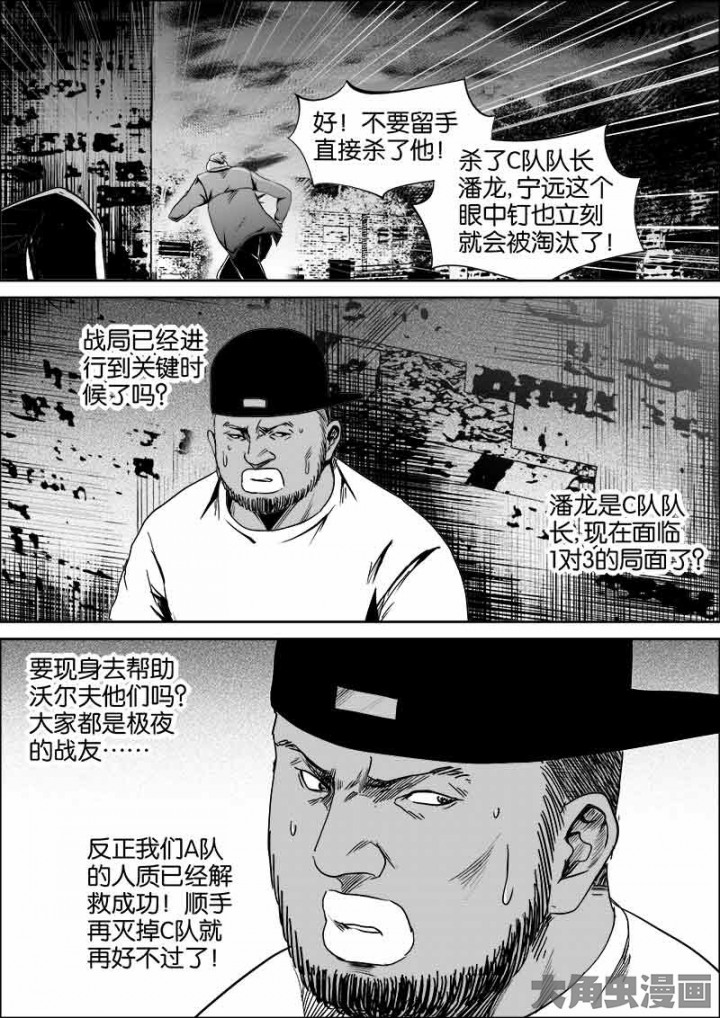 好！不要留手
直接杀了他！
杀了C队队长
潘龙,宁远这个
眼中钉也立刻
就会被淘汰了！
战局已经进
行到关键时
候了吗？
潘龙是C队队
长,现在面临
1对3的局面了？
要现身去帮助
沃尔夫他们吗？
大家都是极夜
的战友……
反正我们A队
的人质已经解
救成功！顺手
再灭掉C队就
再好不过了！
大角虫漫画